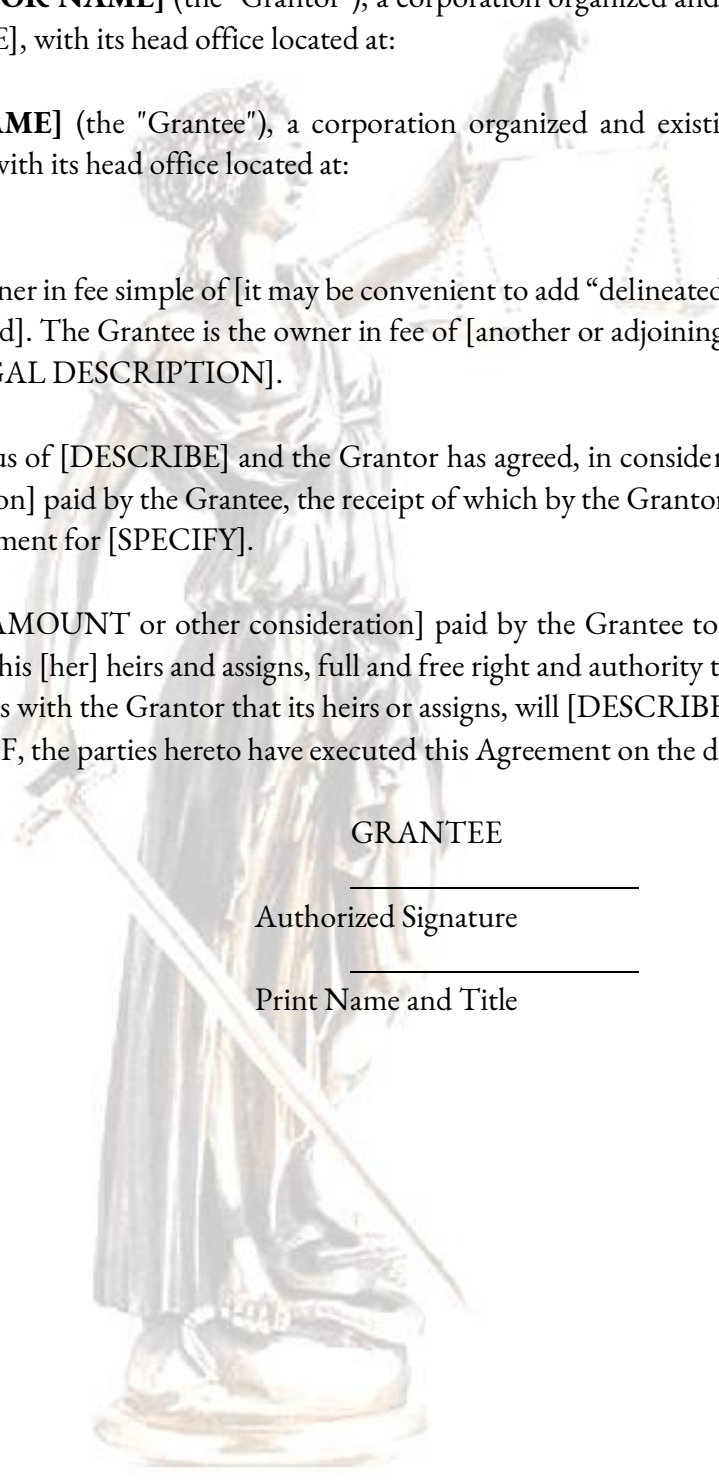 OR NAME] (the "Grantor"), a corporation organized and
E], with its head office located at:
AME] (the "Grantee"), a corporation organized and existi
with its head office located at:
ner in fee simple of [it may be convenient to add “delineated
d]. The Grantee is the owner in fee of [another or adjoining
GAL DESCRIPTION].
us of [DESCRIBE] and the Grantor has agreed, in consider
on] paid by the Grantee, the receipt of which by the Grantor
ment for [SPECIFY].
AMOUNT or other consideration] paid by the Grantee to
his [her] heirs and assigns, full and free right and authority t
s with the Grantor that its heirs or assigns, will [DESCRIBE
F, the parties hereto have executed this Agreement on the d
GRANTEE
Authorized Signature
Print Name and Title